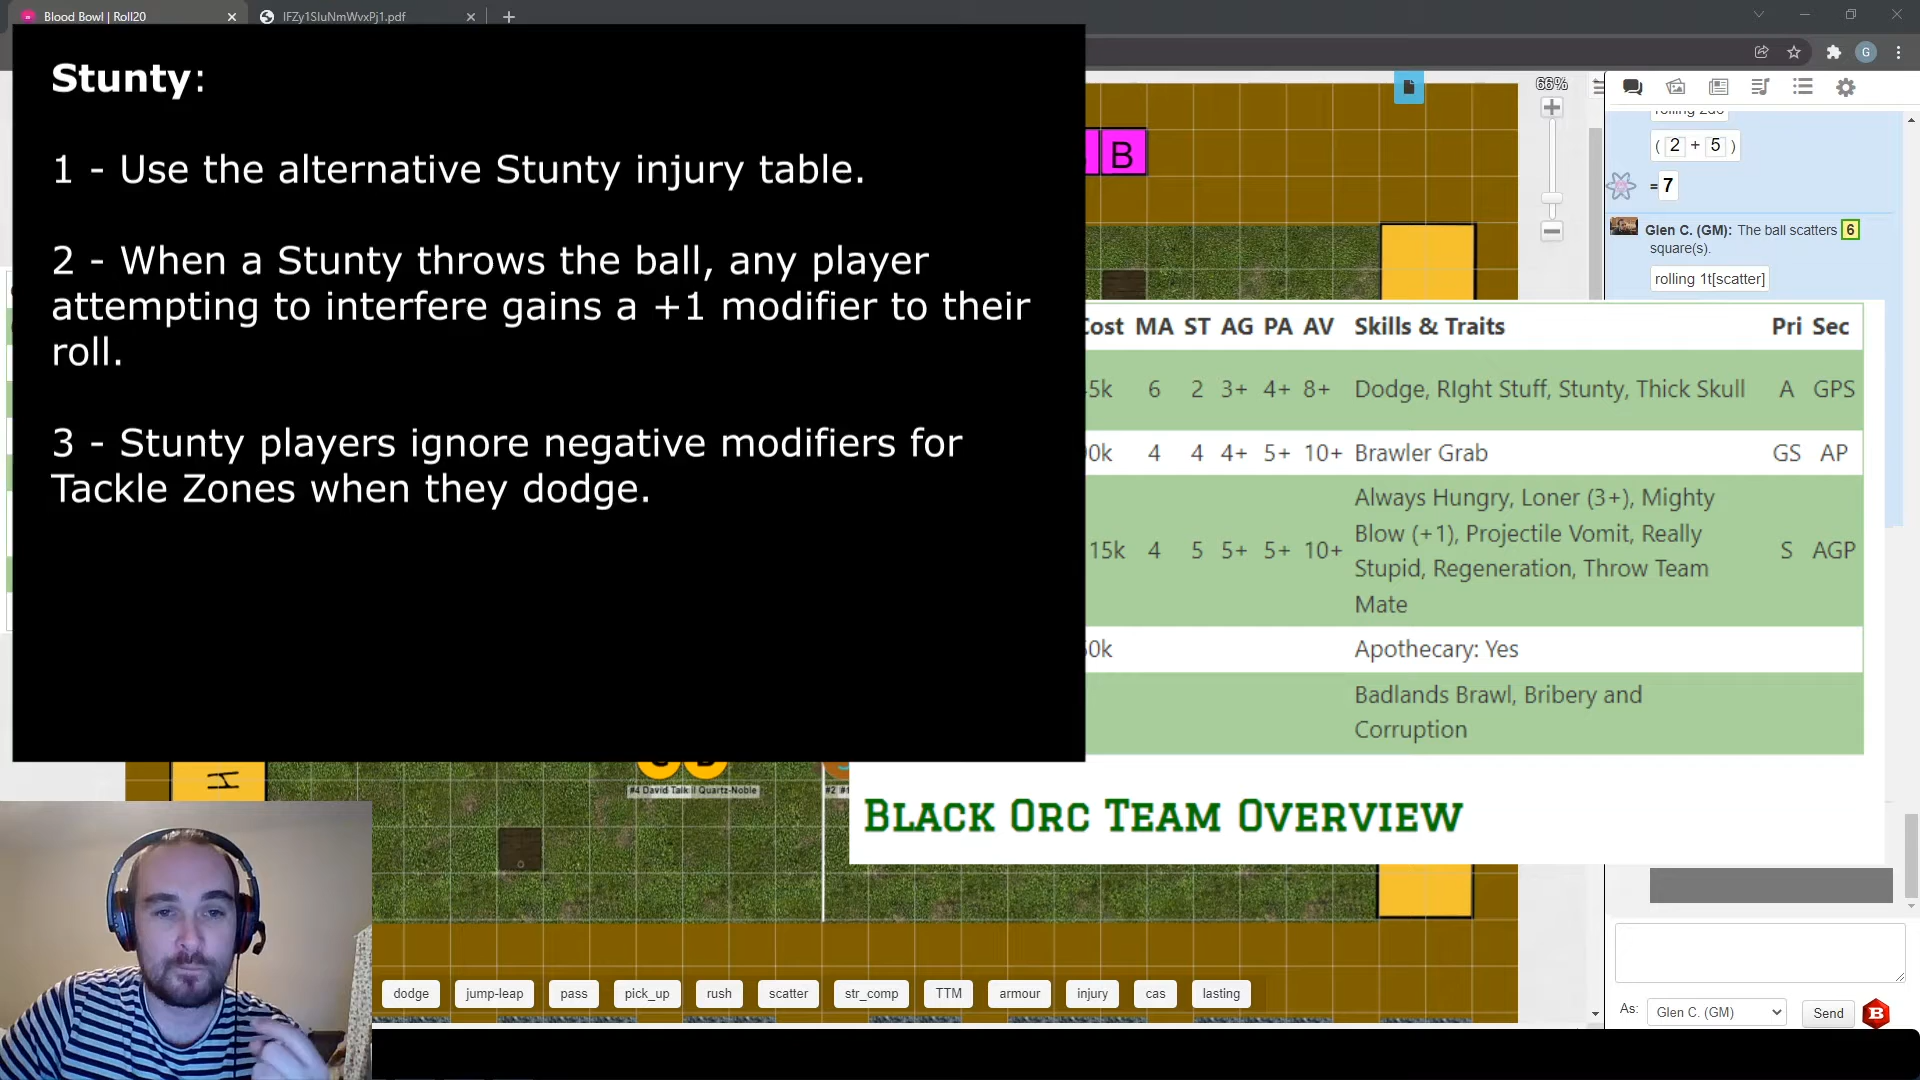 Blood Bowl | Roll20
IFZy1SIuNmWvxPj1.pdf
G
Stunty:
1 - Use the alternative Stunty injury table.
2 - When a Stunty throws the ball, any player
attempting to interfere gains a +1 modifier to their
roll.
3 - Stunty players ignore negative modifiers for
Tackle Zones when they dodge.
B
66%
( 2 + 5 )
= 7
Glen C. (GM): The ball scatters 6
square(s).
rolling 1t[scatter]
Cost MA ST AG PA AV Skills & Traits Pri Sec
5k 6 2 3+ 4+ 8+ Dodge, RIght Stuff, Stunty, Thick Skull A GPS
0k 4 4 4+ 5+ 10+ Brawler Grab GS AP
Always Hungry, Loner (3+), Mighty
Blow (+1), Projectile Vomit, Really
15k 4 5 5+ 5+ 10+ Stupid, Regeneration, Throw Team S AGP
Mate
0k Apothecary: Yes
Badlands Brawl, Bribery and
Corruption
H
#4 David Talk
Quartz-Noble
#2
Black Orc Team Overview
dodge jump-leap pass pick_up rush scatter str_comp TTM armour injury cas lasting
As: Glen C. (GM) Send B